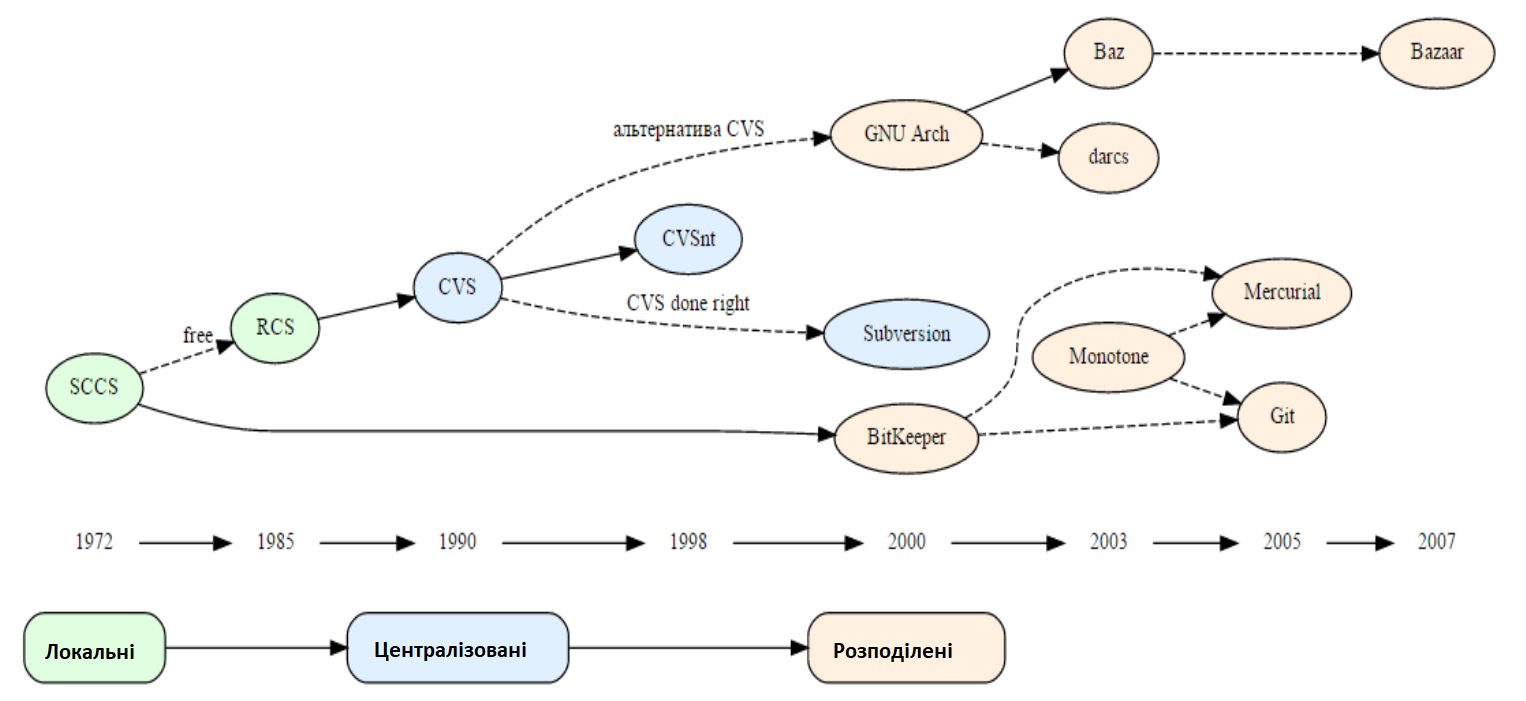 Baz
Bazaar
альтернатива CVS
GNU Arch
darcs
CVSnt
CVS
CVS done right
Mercurial
free
RCS
Subversion
Monotone
SCCS
BitKeeper
Git
1972
1985
1990
1998
2000
2003
2005
2007
Локальні
Централізовані
Розподілені